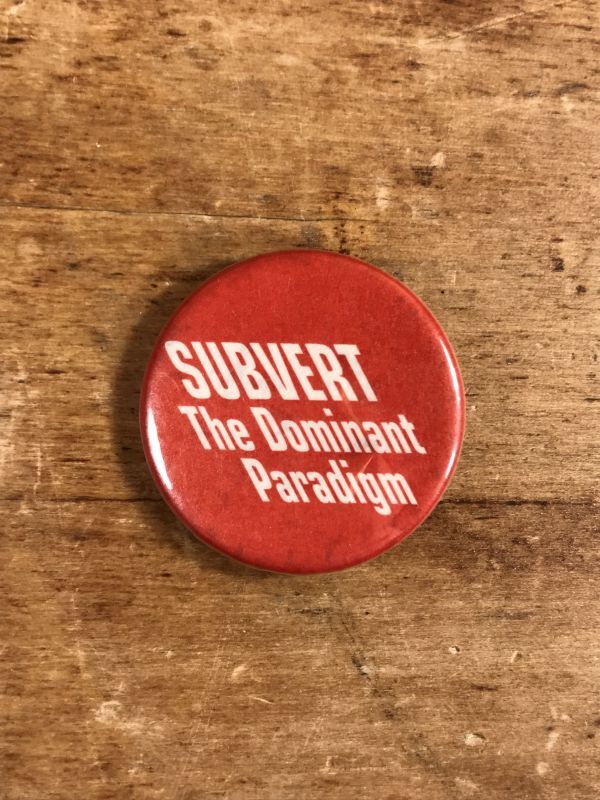 SUBVERT
The Dominant
Paradigm